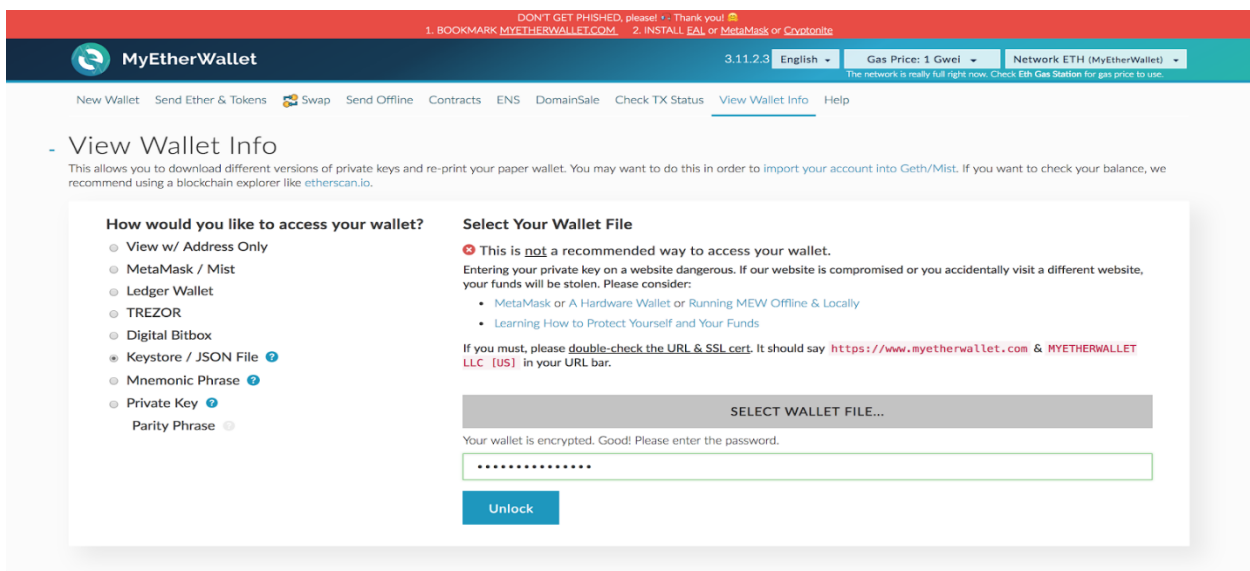 DON'T GET PHISHED, please! Thank you!
1. BOOKMARK MYETHERWALLET.COM 2. INSTALL EAL or MetaMask or Cryptonite
MyEtherWallet 3.11.2.3 English Gas Price: 1 Gwei Network ETH (MyEtherWallet)
The network is really full right now. Check Eth Gas Station for gas price to use.
New Wallet Send Ether & Tokens Swap Send Offline Contracts ENS DomainSale Check TX Status View Wallet Info Help
- View Wallet Info
This allows you to download different versions of private keys and re-print your paper wallet. You may want to do this in order to import your account into Geth/Mist. If you want to check your balance, we
recommend using a blockchain explorer like etherscan.io.
How would you like to access your wallet?
View w/ Address Only
MetaMask / Mist
Ledger Wallet
TREZOR
Digital Bitbox
Keystore / JSON File ?
Mnemonic Phrase ?
Private Key ?
Parity Phrase ?
Select Your Wallet File
This is not a recommended way to access your wallet.
Entering your private key on a website dangerous. If our website is compromised or you accidentally visit a different website,
your funds will be stolen. Please consider:
• MetaMask or A Hardware Wallet or Running MEW Offline & Locally
• Learning How to Protect Yourself and Your Funds
If you must, please double-check the URL & SSL cert. It should say https://www.myetherwallet.com & MYETHERWALLET
LLC [US] in your URL bar.
SELECT WALLET FILE...
Your wallet is encrypted. Good! Please enter the password.
•••••••••••••••
Unlock